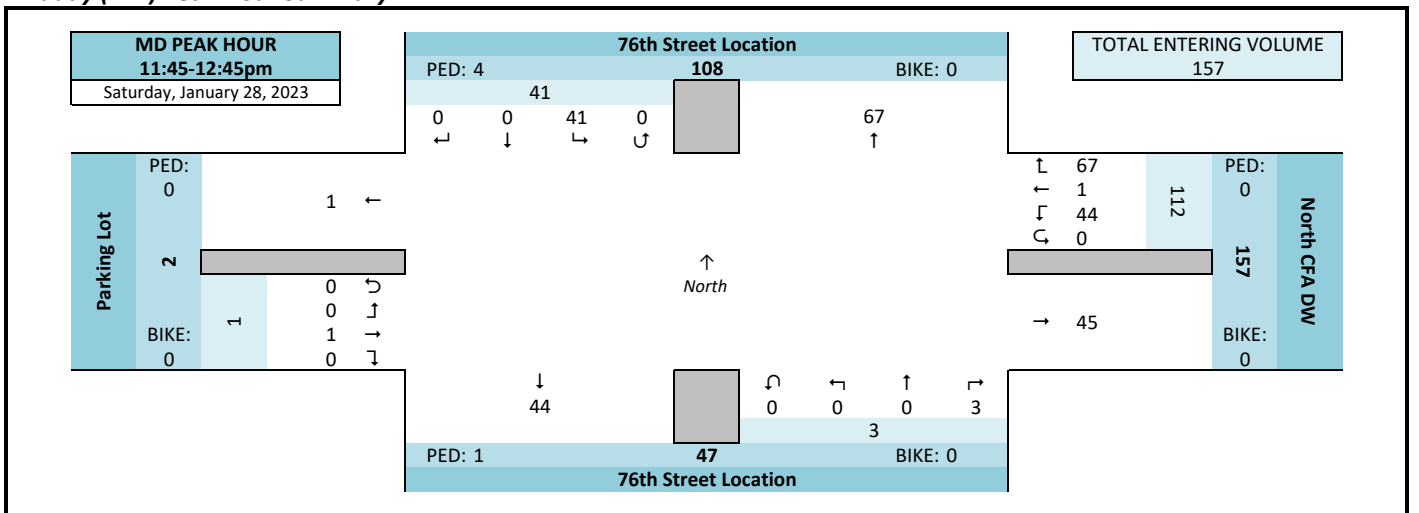 MD PEAK HOUR
11:45-12:45pm
Saturday, January 28, 2023
76th Street Location
PED: 4 108 BIKE: 0
41
0 0 41 0 67
↵ ↓ ↳ ↺ ↑
TOTAL ENTERING VOLUME
157
Parking Lot
PED:
0
2
BIKE:
0
1
1 ←
0 ⮌
0 ⬏
1 →
0 ⬎
↑
North
↰ 67
← 1
↲ 44
⮎ 0
112
→ 45
PED:
0
157
BIKE:
0
North CFA DW
↓
44
↶ ↰ ↑ ↱
0 0 0 3
3
PED: 1 47 BIKE: 0
76th Street Location